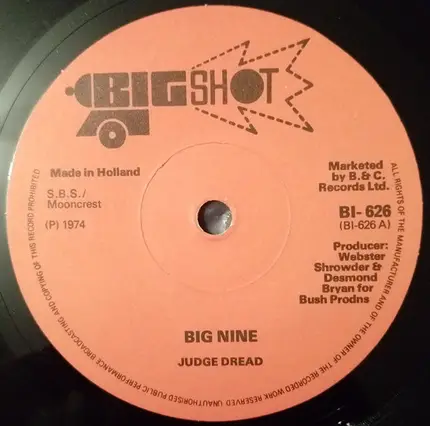 BIG SHOT
Made in Holland
S.B.S./
Mooncrest
(P) 1974
Marketed
by B.& C.
Records Ltd.
BI- 626
(BI-626 A)
Producer:
Webster
Shrowder &
Desmond
Bryan for
Bush Prodns
BIG NINE
JUDGE DREAD
ALL RIGHTS OF THE MANUFACTURER AND OF THE OWNER OF THE RECORDED WORK RESERVED UNAUTHORISED PUBLIC PERFORMANCE BROADCASTING AND COPYING OF THIS RECORD PROHIBITED